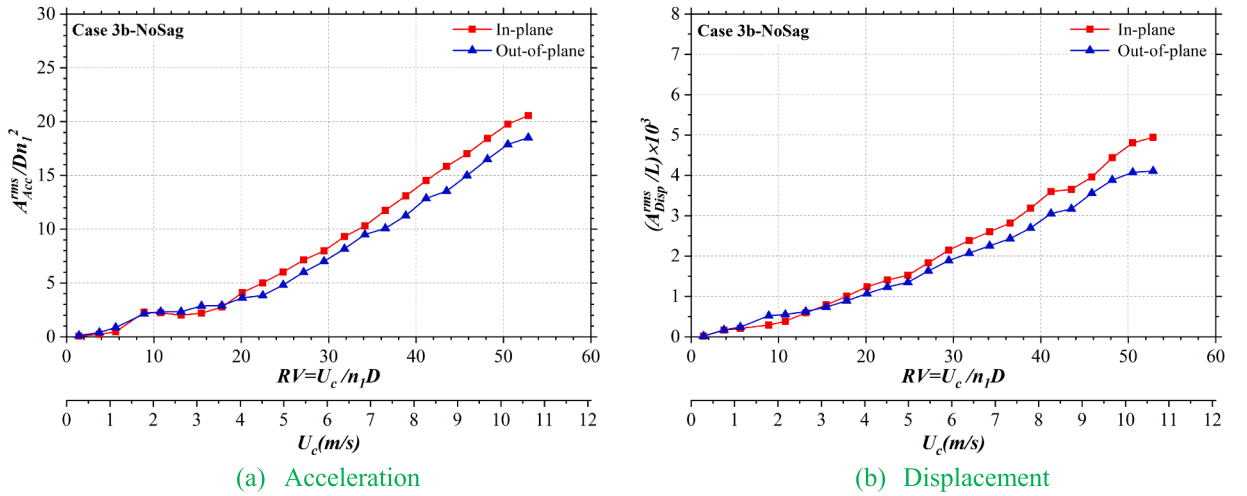 Case 3b-NoSag
In-plane
Out-of-plane
30
25
20
15
10
5
0
A^{rms}_{Acc}/Dn_1^2
0 10 20 30 40 50 60
RV=U_c/n_1D
0 1 2 3 4 5 6 7 8 9 10 11 12
U_c(m/s)
(a) Acceleration
Case 3b-NoSag
In-plane
Out-of-plane
8
7
6
5
4
3
2
1
0
(A^{rms}_{Disp}/L)×10^3
0 10 20 30 40 50 60
RV=U_c/n_1D
0 1 2 3 4 5 6 7 8 9 10 11 12
U_c(m/s)
(b) Displacement